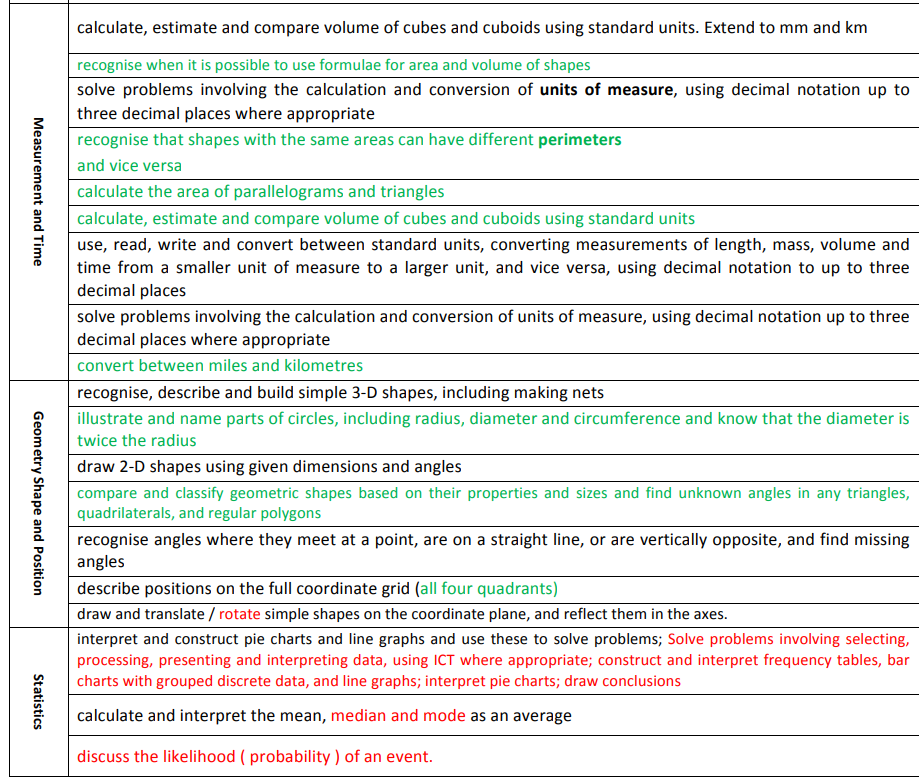 Measurement and Time
calculate, estimate and compare volume of cubes and cuboids using standard units. Extend to mm and km
recognise when it is possible to use formulae for area and volume of shapes
solve problems involving the calculation and conversion of units of measure, using decimal notation up to
three decimal places where appropriate
recognise that shapes with the same areas can have different perimeters
and vice versa
calculate the area of parallelograms and triangles
calculate, estimate and compare volume of cubes and cuboids using standard units
use, read, write and convert between standard units, converting measurements of length, mass, volume and
time from a smaller unit of measure to a larger unit, and vice versa, using decimal notation to up to three
decimal places
solve problems involving the calculation and conversion of units of measure, using decimal notation up to three
decimal places where appropriate
convert between miles and kilometres
Geometry Shape and Position
recognise, describe and build simple 3-D shapes, including making nets
illustrate and name parts of circles, including radius, diameter and circumference and know that the diameter is
twice the radius
draw 2-D shapes using given dimensions and angles
compare and classify geometric shapes based on their properties and sizes and find unknown angles in any triangles,
quadrilaterals, and regular polygons
recognise angles where they meet at a point, are on a straight line, or are vertically opposite, and find missing
angles
describe positions on the full coordinate grid (all four quadrants)
draw and translate / rotate simple shapes on the coordinate plane, and reflect them in the axes.
Statistics
interpret and construct pie charts and line graphs and use these to solve problems; Solve problems involving selecting,
processing, presenting and interpreting data, using ICT where appropriate; construct and interpret frequency tables, bar
charts with grouped discrete data, and line graphs; interpret pie charts; draw conclusions
calculate and interpret the mean, median and mode as an average
discuss the likelihood ( probability ) of an event.